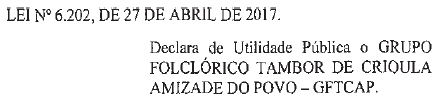 LEI Nº 6.202, DE 27 DE ABRIL DE 2017.
Declara de Utilidade Pública o GRUPO
FOLCLÓRICO TAMBOR DE CRIOULA
AMIZADE DO POVO – GFTCAP.